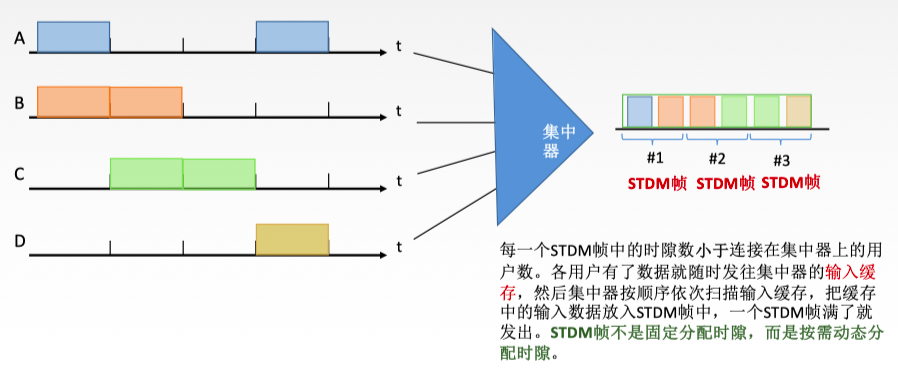 A
t
B
t
C
t
D
t
集中
器
#1
#2
#3
STDM帧
STDM帧
STDM帧
每一个STDM帧中的时隙数小于连接在集中器上的用
户数。各用户有了数据就随时发往集中器的输入缓
存，然后集中器按顺序依次扫描输入缓存，把缓存
中的输入数据放入STDM帧中，一个STDM帧满了就
发出。STDM帧不是固定分配时隙，而是按需动态分
配时隙。